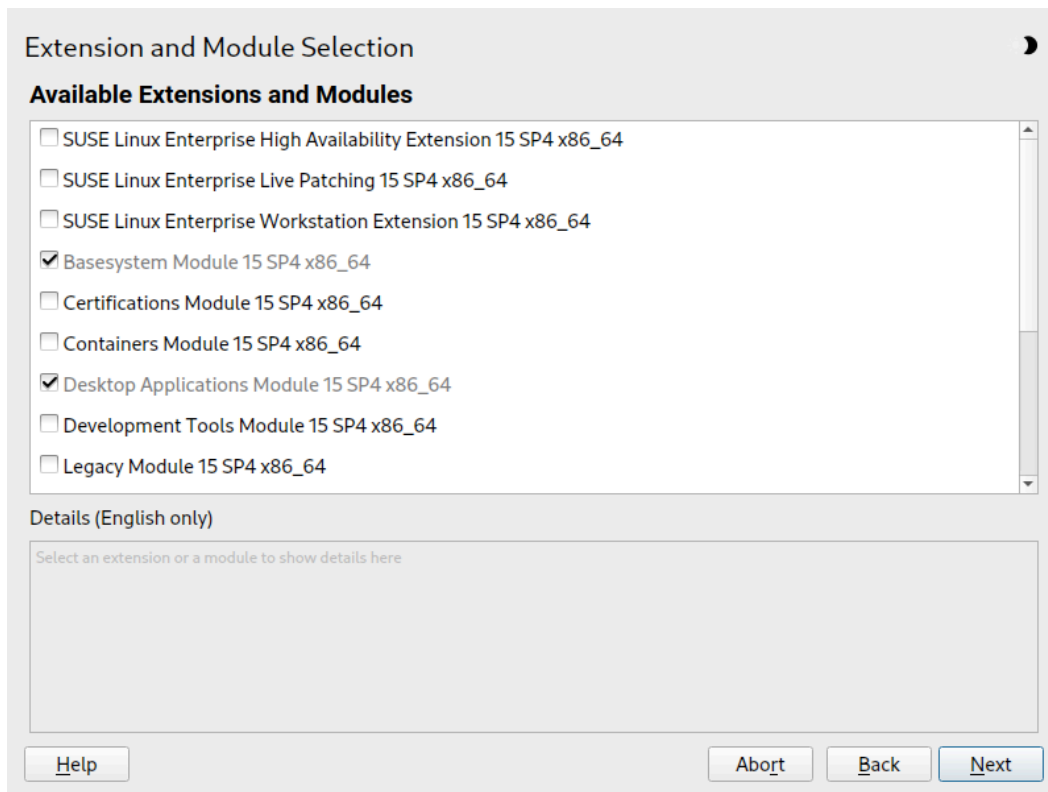 Extension and Module Selection
Available Extensions and Modules
SUSE Linux Enterprise High Availability Extension 15 SP4 x86_64
SUSE Linux Enterprise Live Patching 15 SP4 x86_64
SUSE Linux Enterprise Workstation Extension 15 SP4 x86_64
Basesystem Module 15 SP4 x86_64
Certifications Module 15 SP4 x86_64
Containers Module 15 SP4 x86_64
Desktop Applications Module 15 SP4 x86_64
Development Tools Module 15 SP4 x86_64
Legacy Module 15 SP4 x86_64
Details (English only)
Select an extension or a module to show details here
Help Abort Back Next